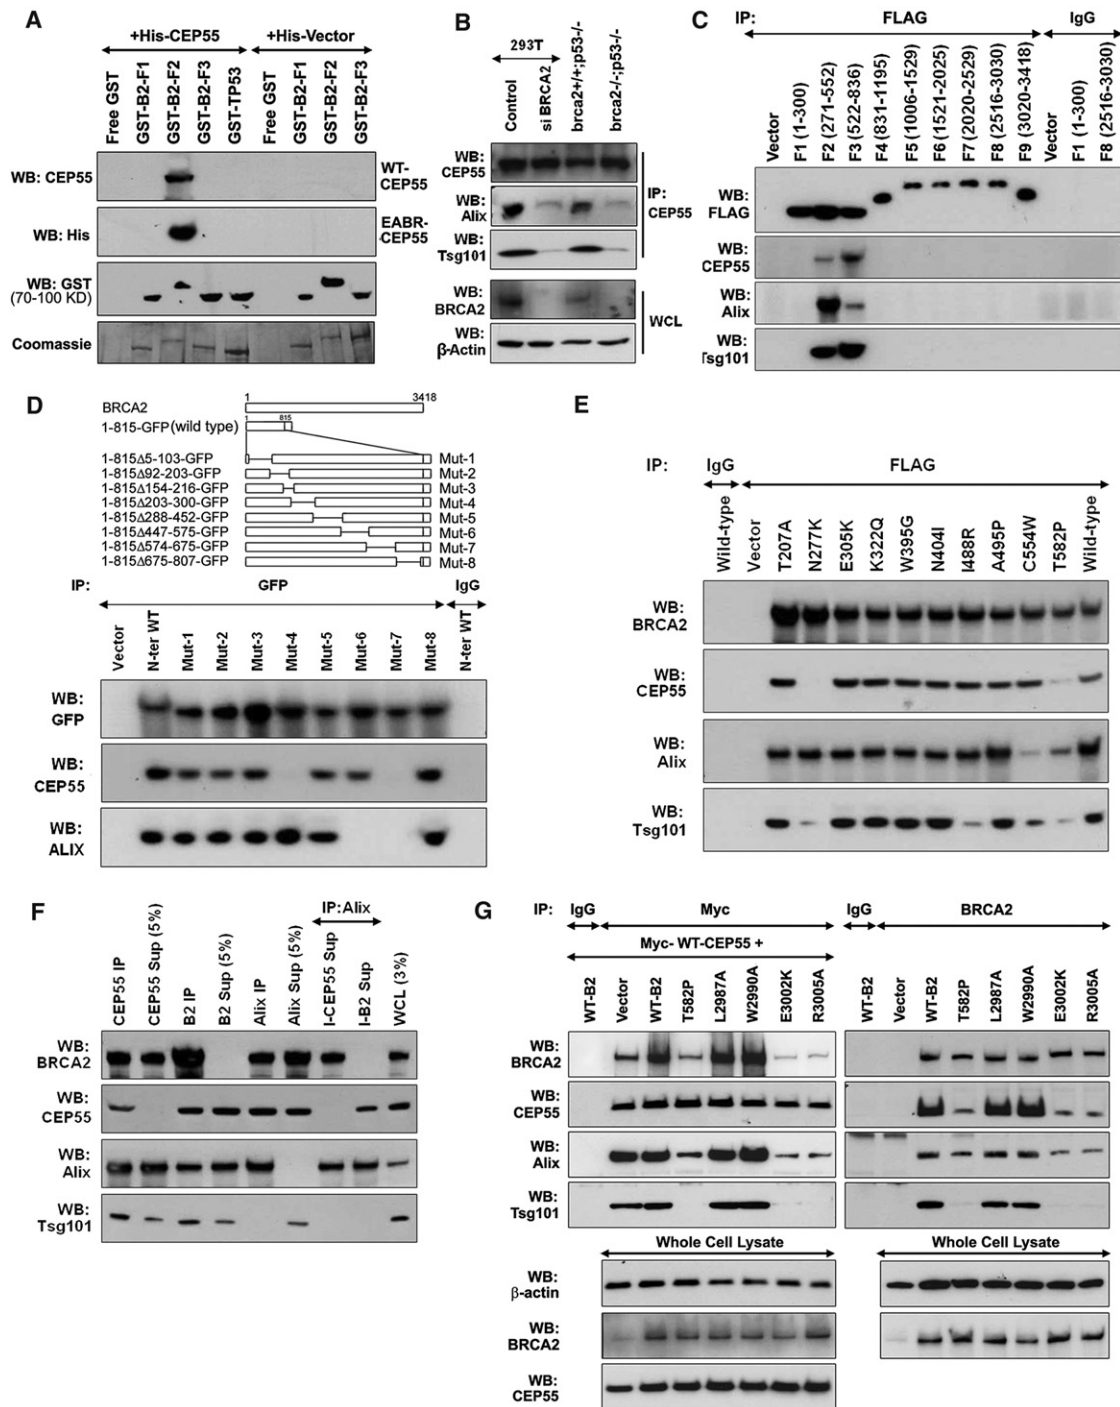 A
+His-CEP55
+His-Vector
Free GST
GST-B2-F1
GST-B2-F2
GST-B2-F3
GST-TP53
Free GST
GST-B2-F1
GST-B2-F2
GST-B2-F3
WB: CEP55
WT-
CEP55
WB: His
EABR-
CEP55
WB: GST
(70-100 KD)
Coomassie
B
293T
Control
si BRCA2
brca2+/+;p53-/-
brca2-/-;p53-/-
WB:
CEP55
WB:
Alix
WB:
Tsg101
IP:
CEP55
WB:
BRCA2
WB:
β-Actin
WCL
C
IP:
FLAG
IgG
Vector
F1 (1-300)
F2 (271-552)
F3 (522-836)
F4 (831-1195)
F5 (1006-1529)
F6 (1521-2025)
F7 (2020-2529)
F8 (2516-3030)
F9 (3020-3418)
Vector
F1 (1-300)
F8 (2516-3030)
WB:
FLAG
WB:
CEP55
WB:
Alix
WB:
Tsg101
D
1
3418
BRCA2
1
815
1-815-GFP (wild type)
1-815Δ5-103-GFP Mut-1
1-815Δ92-203-GFP Mut-2
1-815Δ154-216-GFP Mut-3
1-815Δ203-300-GFP Mut-4
1-815Δ288-452-GFP Mut-5
1-815Δ447-575-GFP Mut-6
1-815Δ574-675-GFP Mut-7
1-815Δ675-807-GFP Mut-8
IP:
GFP
IgG
Vector
N-ter WT
Mut-1
Mut-2
Mut-3
Mut-4
Mut-5
Mut-6
Mut-7
Mut-8
N-ter WT
WB:
GFP
WB:
CEP55
WB:
ALIX
E
IP:
IgG
FLAG
Wild-type
Vector
T207A
N277K
E305K
K322Q
W395G
N404I
I488R
A495P
C554W
T582P
Wild-type
WB:
BRCA2
WB:
CEP55
WB:
Alix
WB:
Tsg101
F
IP:Alix
CEP55 IP
CEP55 Sup (5%)
B2 IP
B2 Sup (5%)
Alix IP
Alix Sup (5%)
I-CEP55 Sup
I-B2 Sup
WCL (3%)
WB:
BRCA2
WB:
CEP55
WB:
Alix
WB:
Tsg101
G
IP:
IgG
Myc
IgG
BRCA2
Myc- WT-CEP55 +
WT-B2
Vector
WT-B2
T582P
L2987A
W2990A
E3002K
R3005A
WT-B2
Vector
WT-B2
T582P
L2987A
W2990A
E3002K
R3005A
WB:
BRCA2
WB:
CEP55
WB:
Alix
WB:
Tsg101
Whole Cell Lysate
Whole Cell Lysate
WB:
β-actin
WB:
BRCA2
WB:
CEP55